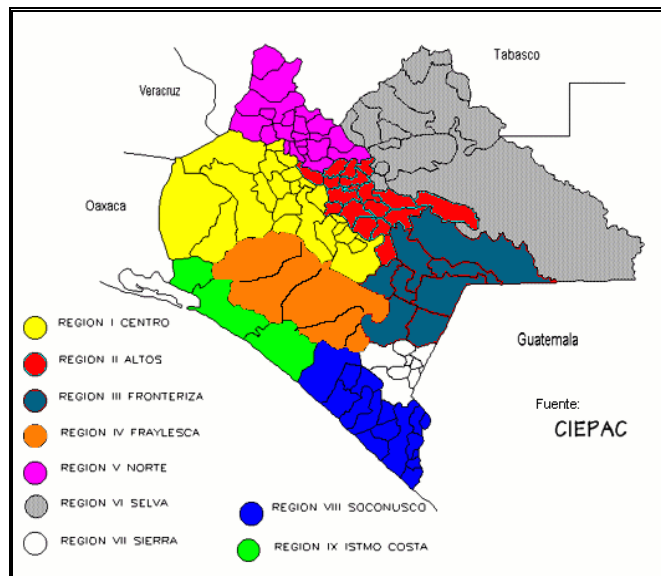 Tabasco
Veracruz
Oaxaca
Guatemala
Fuente:
CIEPAC
REGION I CENTRO
REGION II ALTOS
REGION III FRONTERIZA
REGION IV FRAYLESCA
REGION V NORTE
REGION VI SELVA
REGION VII SIERRA
REGION VIII SOCONUSCO
REGION IX ISTMO COSTA